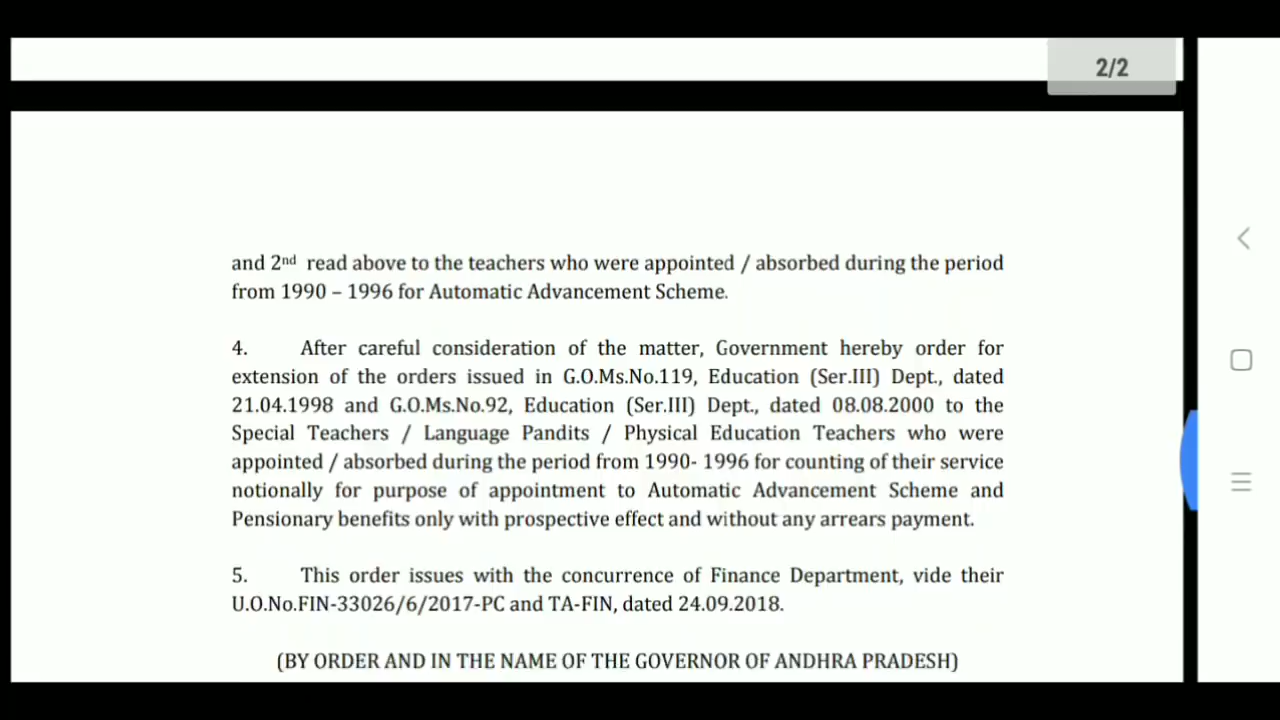 2/2
and 2nd read above to the teachers who were appointed / absorbed during the period
from 1990 – 1996 for Automatic Advancement Scheme.
4. After careful consideration of the matter, Government hereby order for
extension of the orders issued in G.O.Ms.No.119, Education (Ser.III) Dept., dated
21.04.1998 and G.O.Ms.No.92, Education (Ser.III) Dept., dated 08.08.2000 to the
Special Teachers / Language Pandits / Physical Education Teachers who were
appointed / absorbed during the period from 1990- 1996 for counting of their service
notionally for purpose of appointment to Automatic Advancement Scheme and
Pensionary benefits only with prospective effect and without any arrears payment.
5. This order issues with the concurrence of Finance Department, vide their
U.O.No.FIN-33026/6/2017-PC and TA-FIN, dated 24.09.2018.
(BY ORDER AND IN THE NAME OF THE GOVERNOR OF ANDHRA PRADESH)